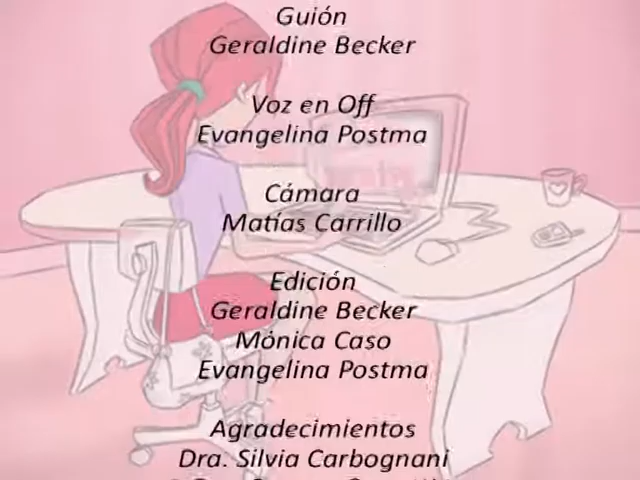 Guión
Geraldine Becker
Voz en Off
Evangelina Postma
Cámara
Matías Carrillo
Edición
Geraldine Becker
Mónica Caso
Evangelina Postma
Agradecimientos
Dra. Silvia Carbognani